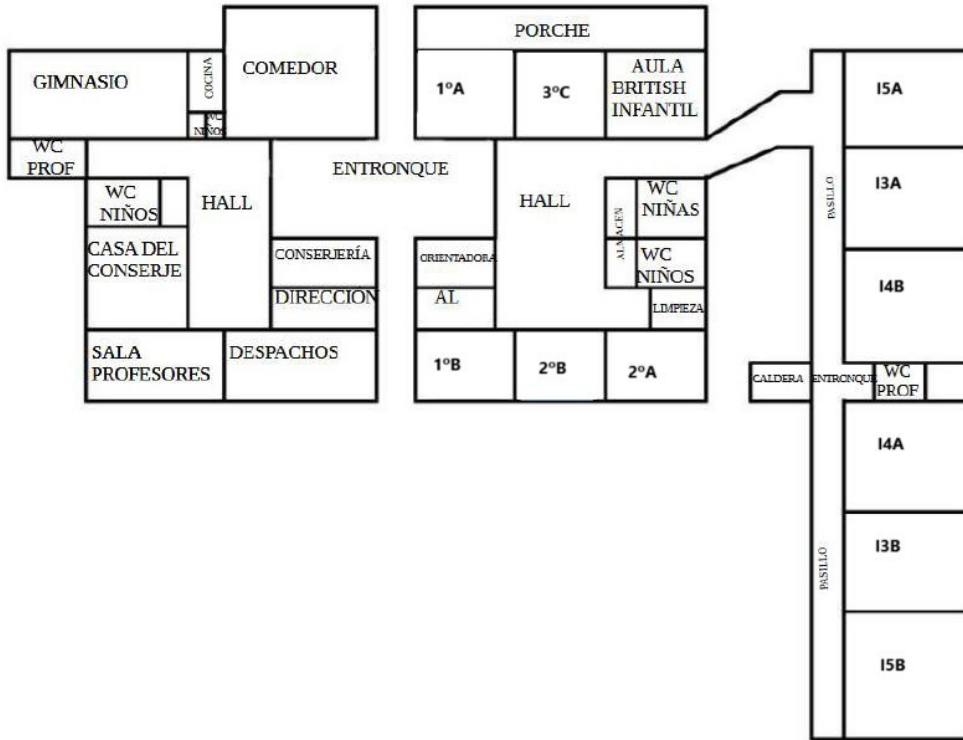 PORCHE
GIMNASIO
COCINA
COMEDOR
1ºA
3ºC
AULA
BRITISH
INFANTIL
I5A
WC
NIÑOS
WC
PROF
ENTRONQUE
WC
NIÑOS
HALL
HALL
ALMACEN
WC
NIÑAS
PASILLO
I3A
CASA DEL
CONSERJE
CONSERJERÍA
ORIENTADORA
WC
NIÑOS
I4B
DIRECCION
AL
LIMPIEZA
SALA
PROFESORES
DESPACHOS
1ºB
2ºB
2ºA
CALDERA
ENTRONQUE
WC
PROF
I4A
PASILLO
I3B
I5B